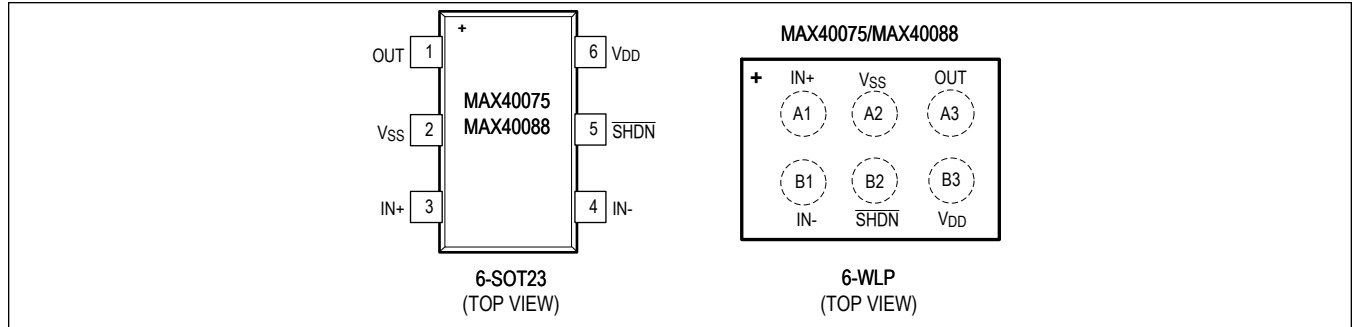 +
OUT 1
6 VDD
MAX40075
MAX40088
VSS 2
5 SHDN
IN+ 3
4 IN-
6-SOT23
(TOP VIEW)
MAX40075/MAX40088
+ IN+ VSS OUT
A1 A2 A3
B1 B2 B3
IN- SHDN VDD
6-WLP
(TOP VIEW)